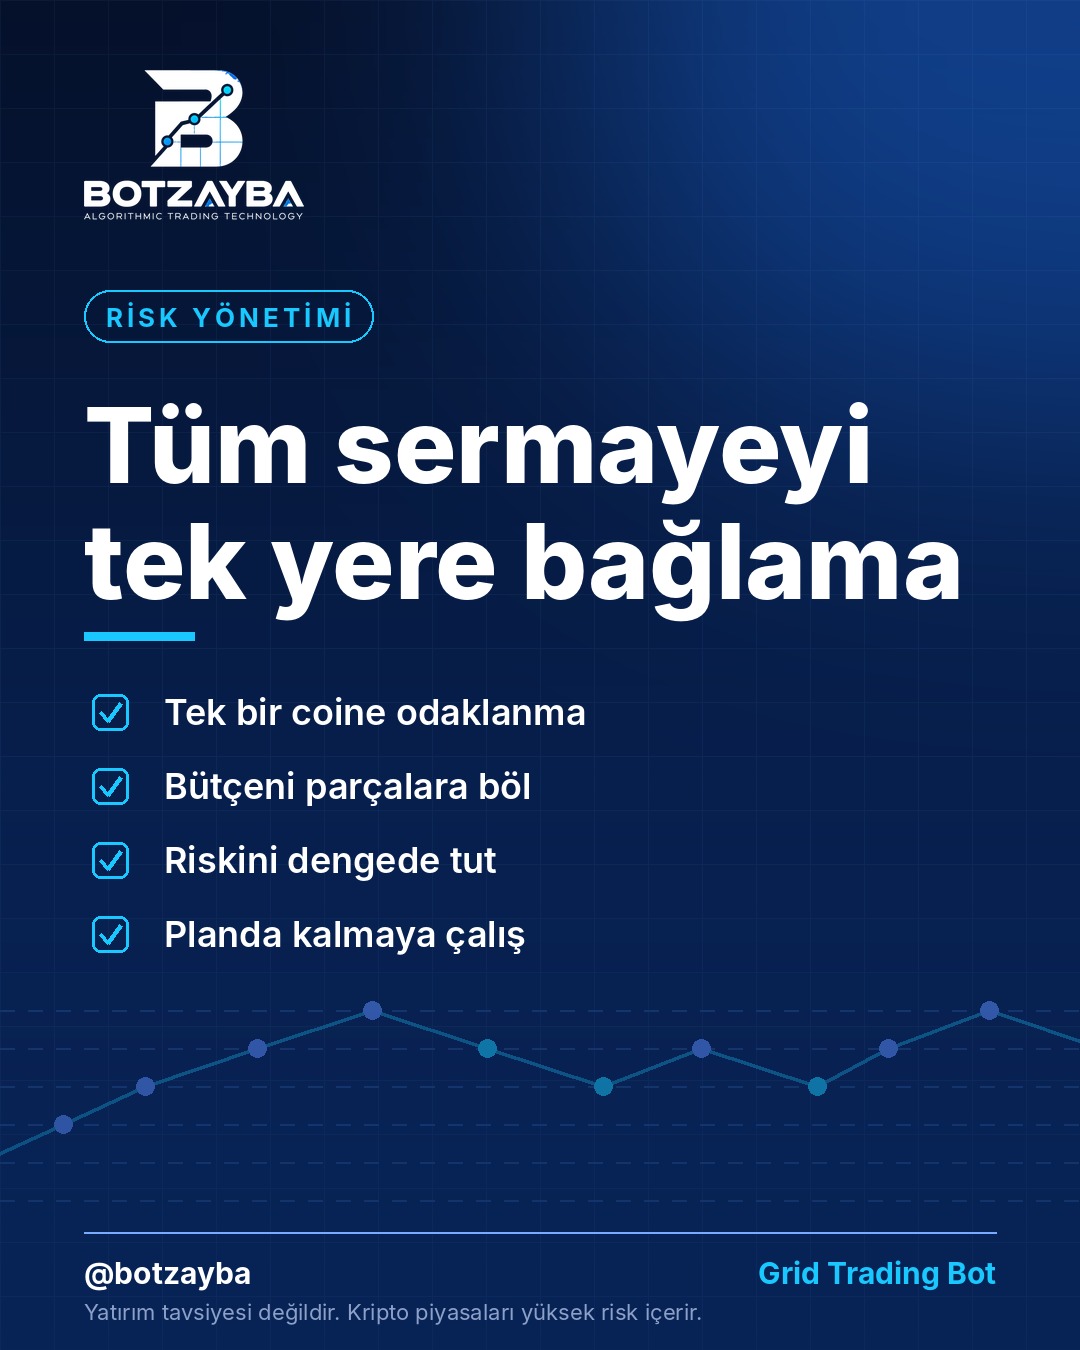 BOTZAYBA
ALGORITHMIC TRADING TECHNOLOGY
RİSK YÖNETİMİ
Tüm sermayeyi
tek yere bağlama
Tek bir coine odaklanma
Bütçeni parçalara böl
Riskini dengede tut
Planda kalmaya çalış
@botzayba
Grid Trading Bot
Yatırım tavsiyesi değildir. Kripto piyasaları yüksek risk içerir.